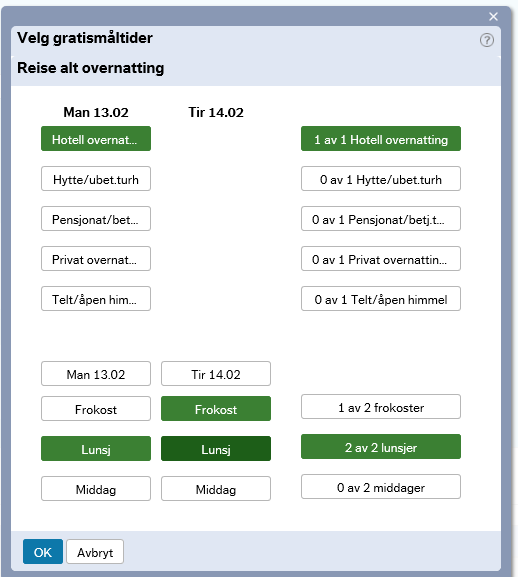 Velg gratismåltider
?
Reise alt overnatting
Man 13.02 Tir 14.02
Hotell overnat... 1 av 1 Hotell overnatting
Hytte/ubet.turh 0 av 1 Hytte/ubet.turh
Pensjonat/bet... 0 av 1 Pensjonat/betj.t...
Privat overnat... 0 av 1 Privat overnattin...
Telt/åpen him... 0 av 1 Telt/åpen himmel
Man 13.02 Tir 14.02
Frokost Frokost 1 av 2 frokoster
Lunsj Lunsj 2 av 2 lunsjer
Middag Middag 0 av 2 middager
OK Avbryt